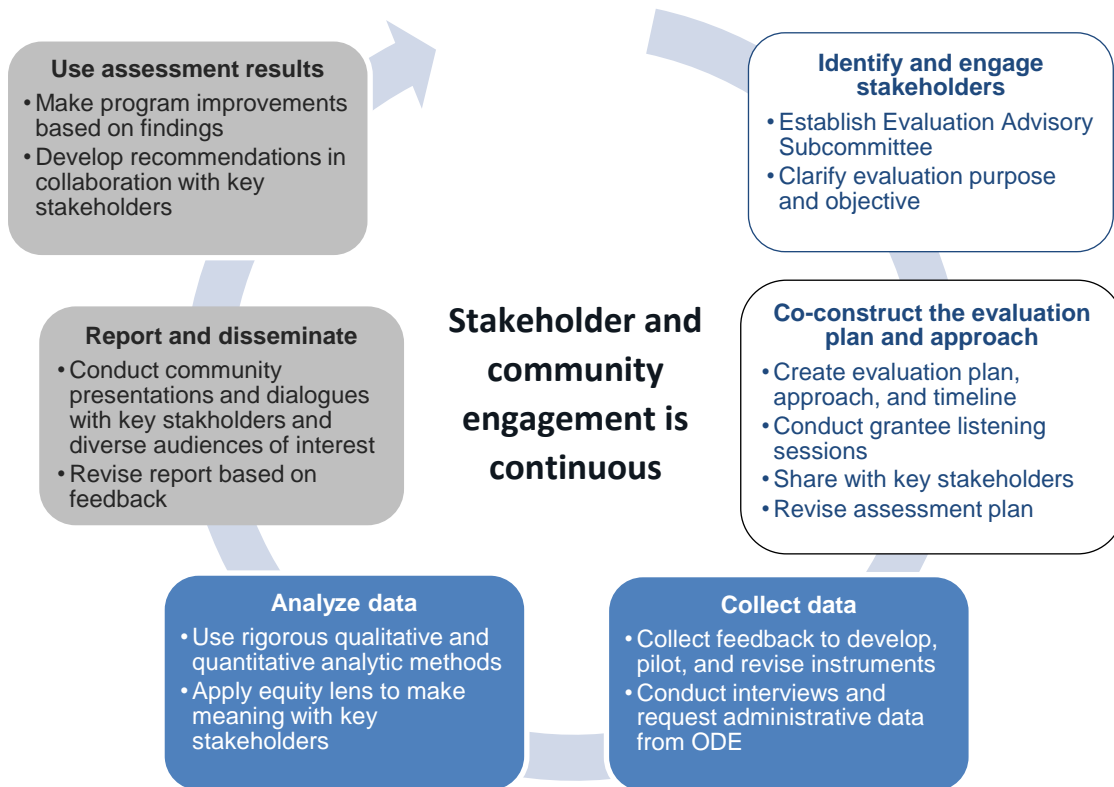 Identify and engage
stakeholders
• Establish Evaluation Advisory
Subcommittee
• Clarify evaluation purpose
and objective
Co-construct the evaluation
plan and approach
• Create evaluation plan,
approach, and timeline
• Conduct grantee listening
sessions
• Share with key stakeholders
• Revise assessment plan
Collect data
• Collect feedback to develop,
pilot, and revise instruments
• Conduct interviews and
request administrative data
from ODE
Analyze data
• Use rigorous qualitative and
quantitative analytic methods
• Apply equity lens to make
meaning with key
stakeholders
Report and disseminate
• Conduct community
presentations and dialogues
with key stakholders and
diverse audiences of interest
• Revise report based on
feedback
Use assessment results
• Make program improvements
based on findings
• Develop recommendations in
collaboration with key
stakeholders
Stakeholder and
community
engagement is
continuous